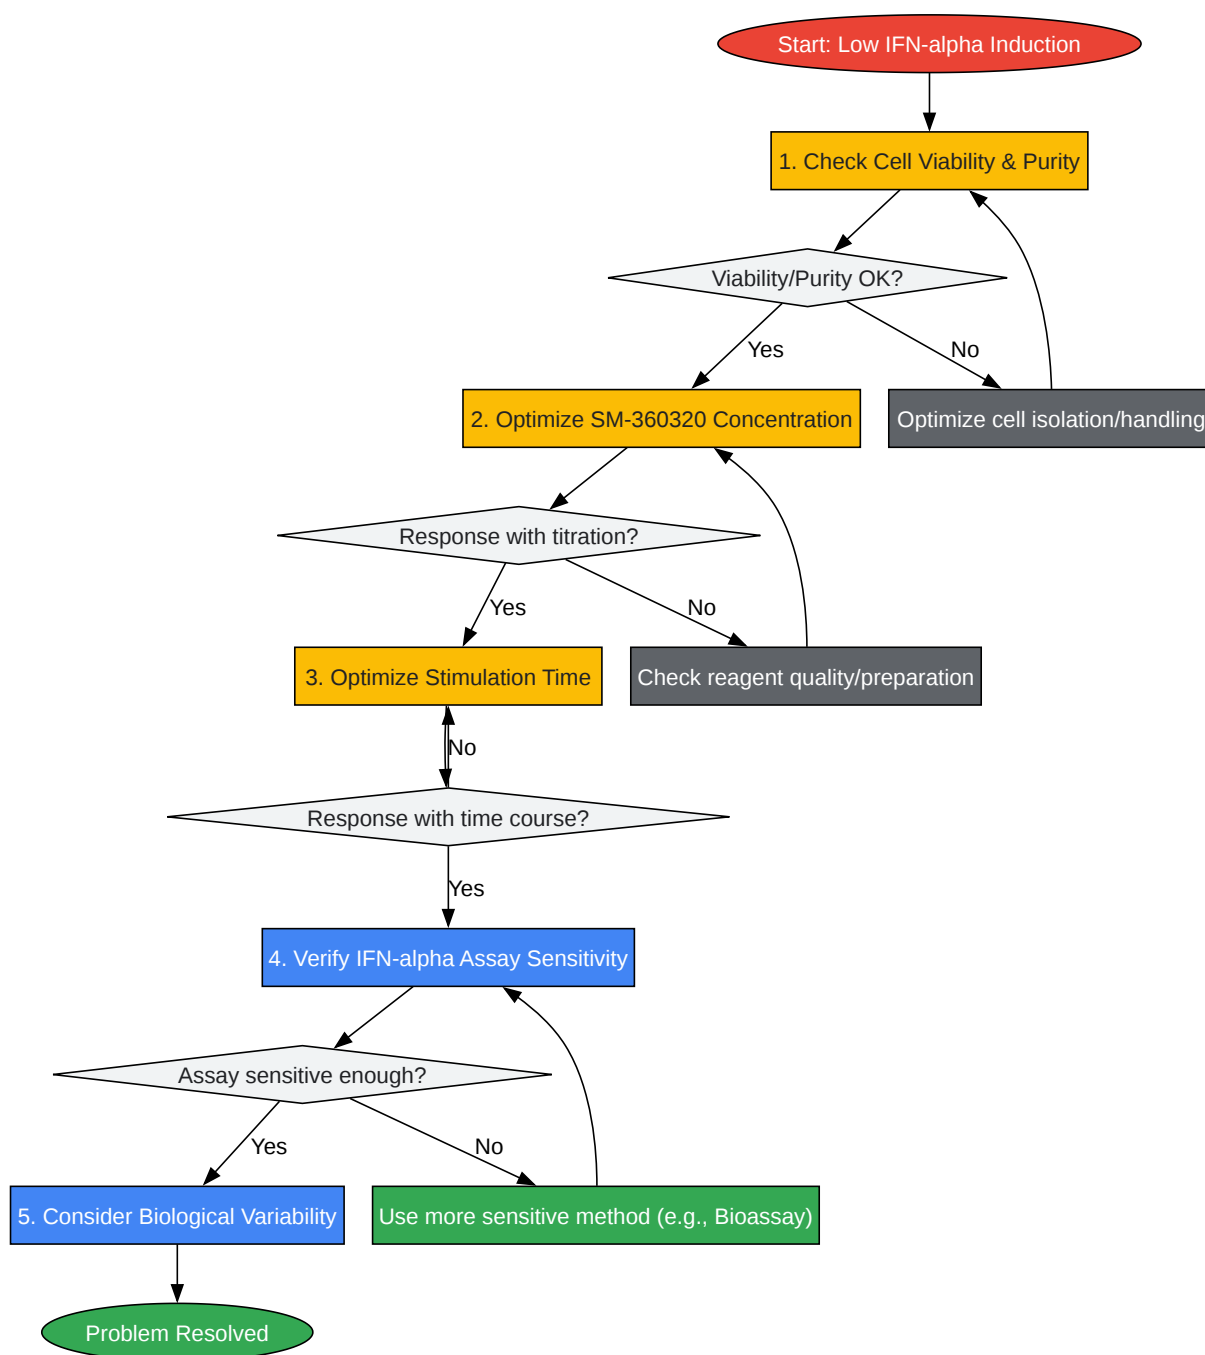 Start: Low IFN-alpha Induction
1. Check Cell Viability & Purity
Viability/Purity OK?
Yes
No
2. Optimize SM-360320 Concentration
Optimize cell isolation/handling
Response with titration?
Yes
No
3. Optimize Stimulation Time
Check reagent quality/preparation
No
Response with time course?
Yes
4. Verify IFN-alpha Assay Sensitivity
Assay sensitive enough?
Yes
No
5. Consider Biological Variability
Use more sensitive method (e.g., Bioassay)
Problem Resolved